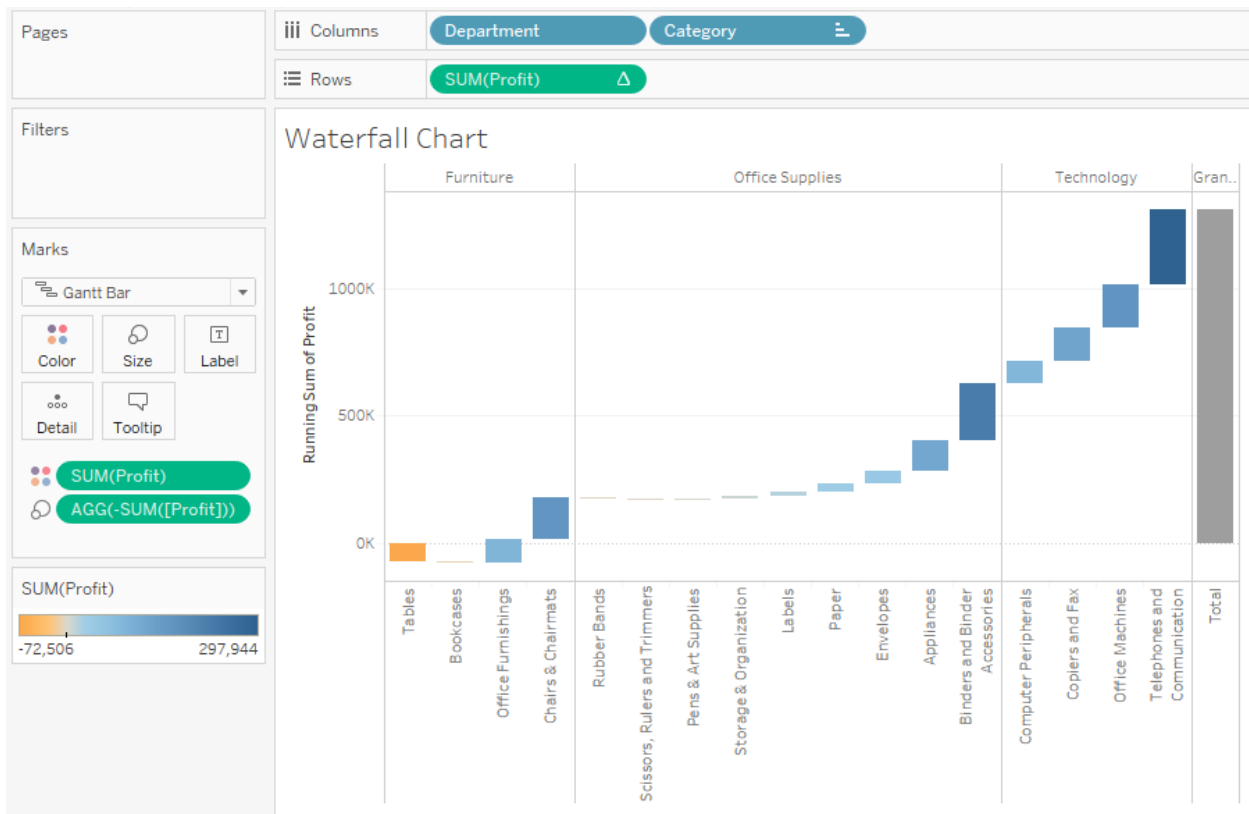 Pages
Columns
Department
Category
Rows
SUM(Profit)
Filters
Waterfall Chart
Furniture
Office Supplies
Technology
Gran..
Marks
Gantt Bar
Color
Size
Label
Detail
Tooltip
SUM(Profit)
AGG(-SUM([Profit]))
SUM(Profit)
-72,506
297,944
Running Sum of Profit
1000K
500K
0K
Tables
Bookcases
Office Furnishings
Chairs & Chairmats
Rubber Bands
Scissors, Rulers and Trimmers
Pens & Art Supplies
Storage & Organization
Labels
Paper
Envelopes
Appliances
Binders and Binder
Accessories
Computer Peripherals
Copiers and Fax
Office Machines
Telephones and
Communication
Total